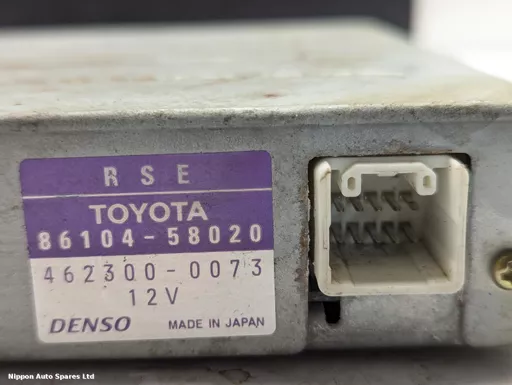 RSE
TOYOTA
86104-58020
462300-0073
12V
DENSO MADE IN JAPAN
Nippon Auto Spares Ltd